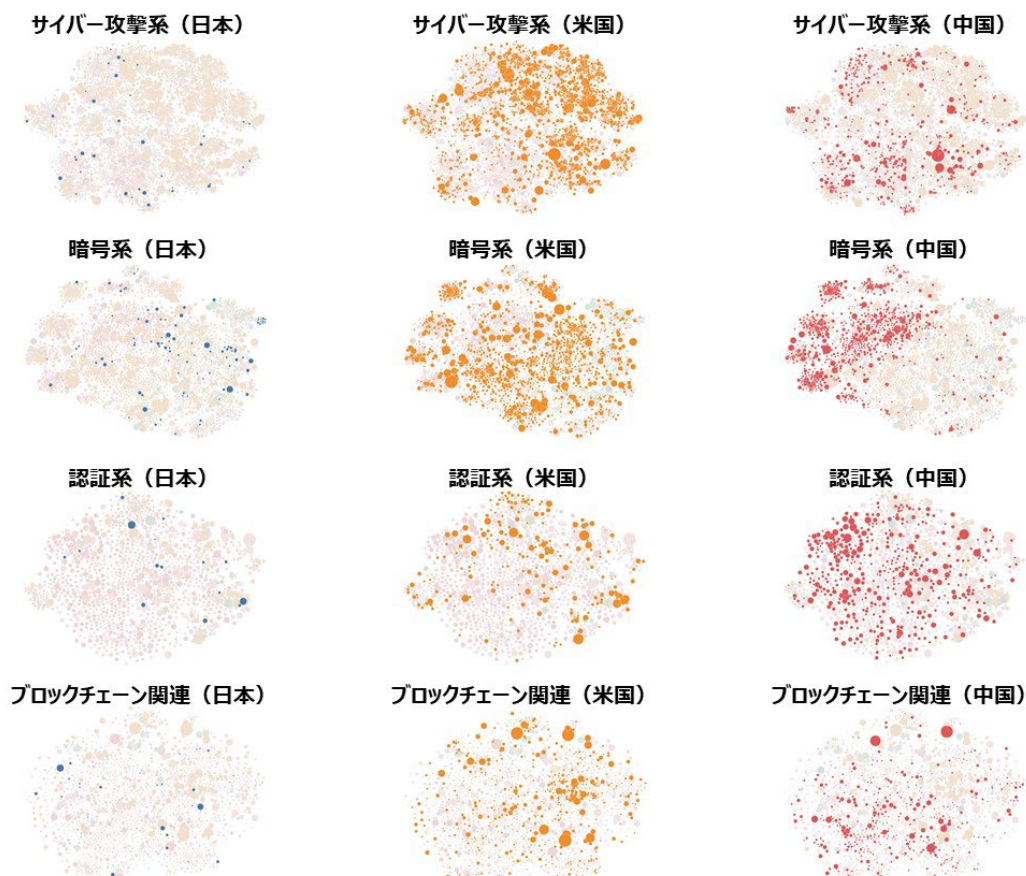 サイバー攻撃系（日本）
サイバー攻撃系（米国）
サイバー攻撃系（中国）
暗号系（日本）
暗号系（米国）
暗号系（中国）
認証系（日本）
認証系（米国）
認証系（中国）
ブロックチェーン関連（日本）
ブロックチェーン関連（米国）
ブロックチェーン関連（中国）